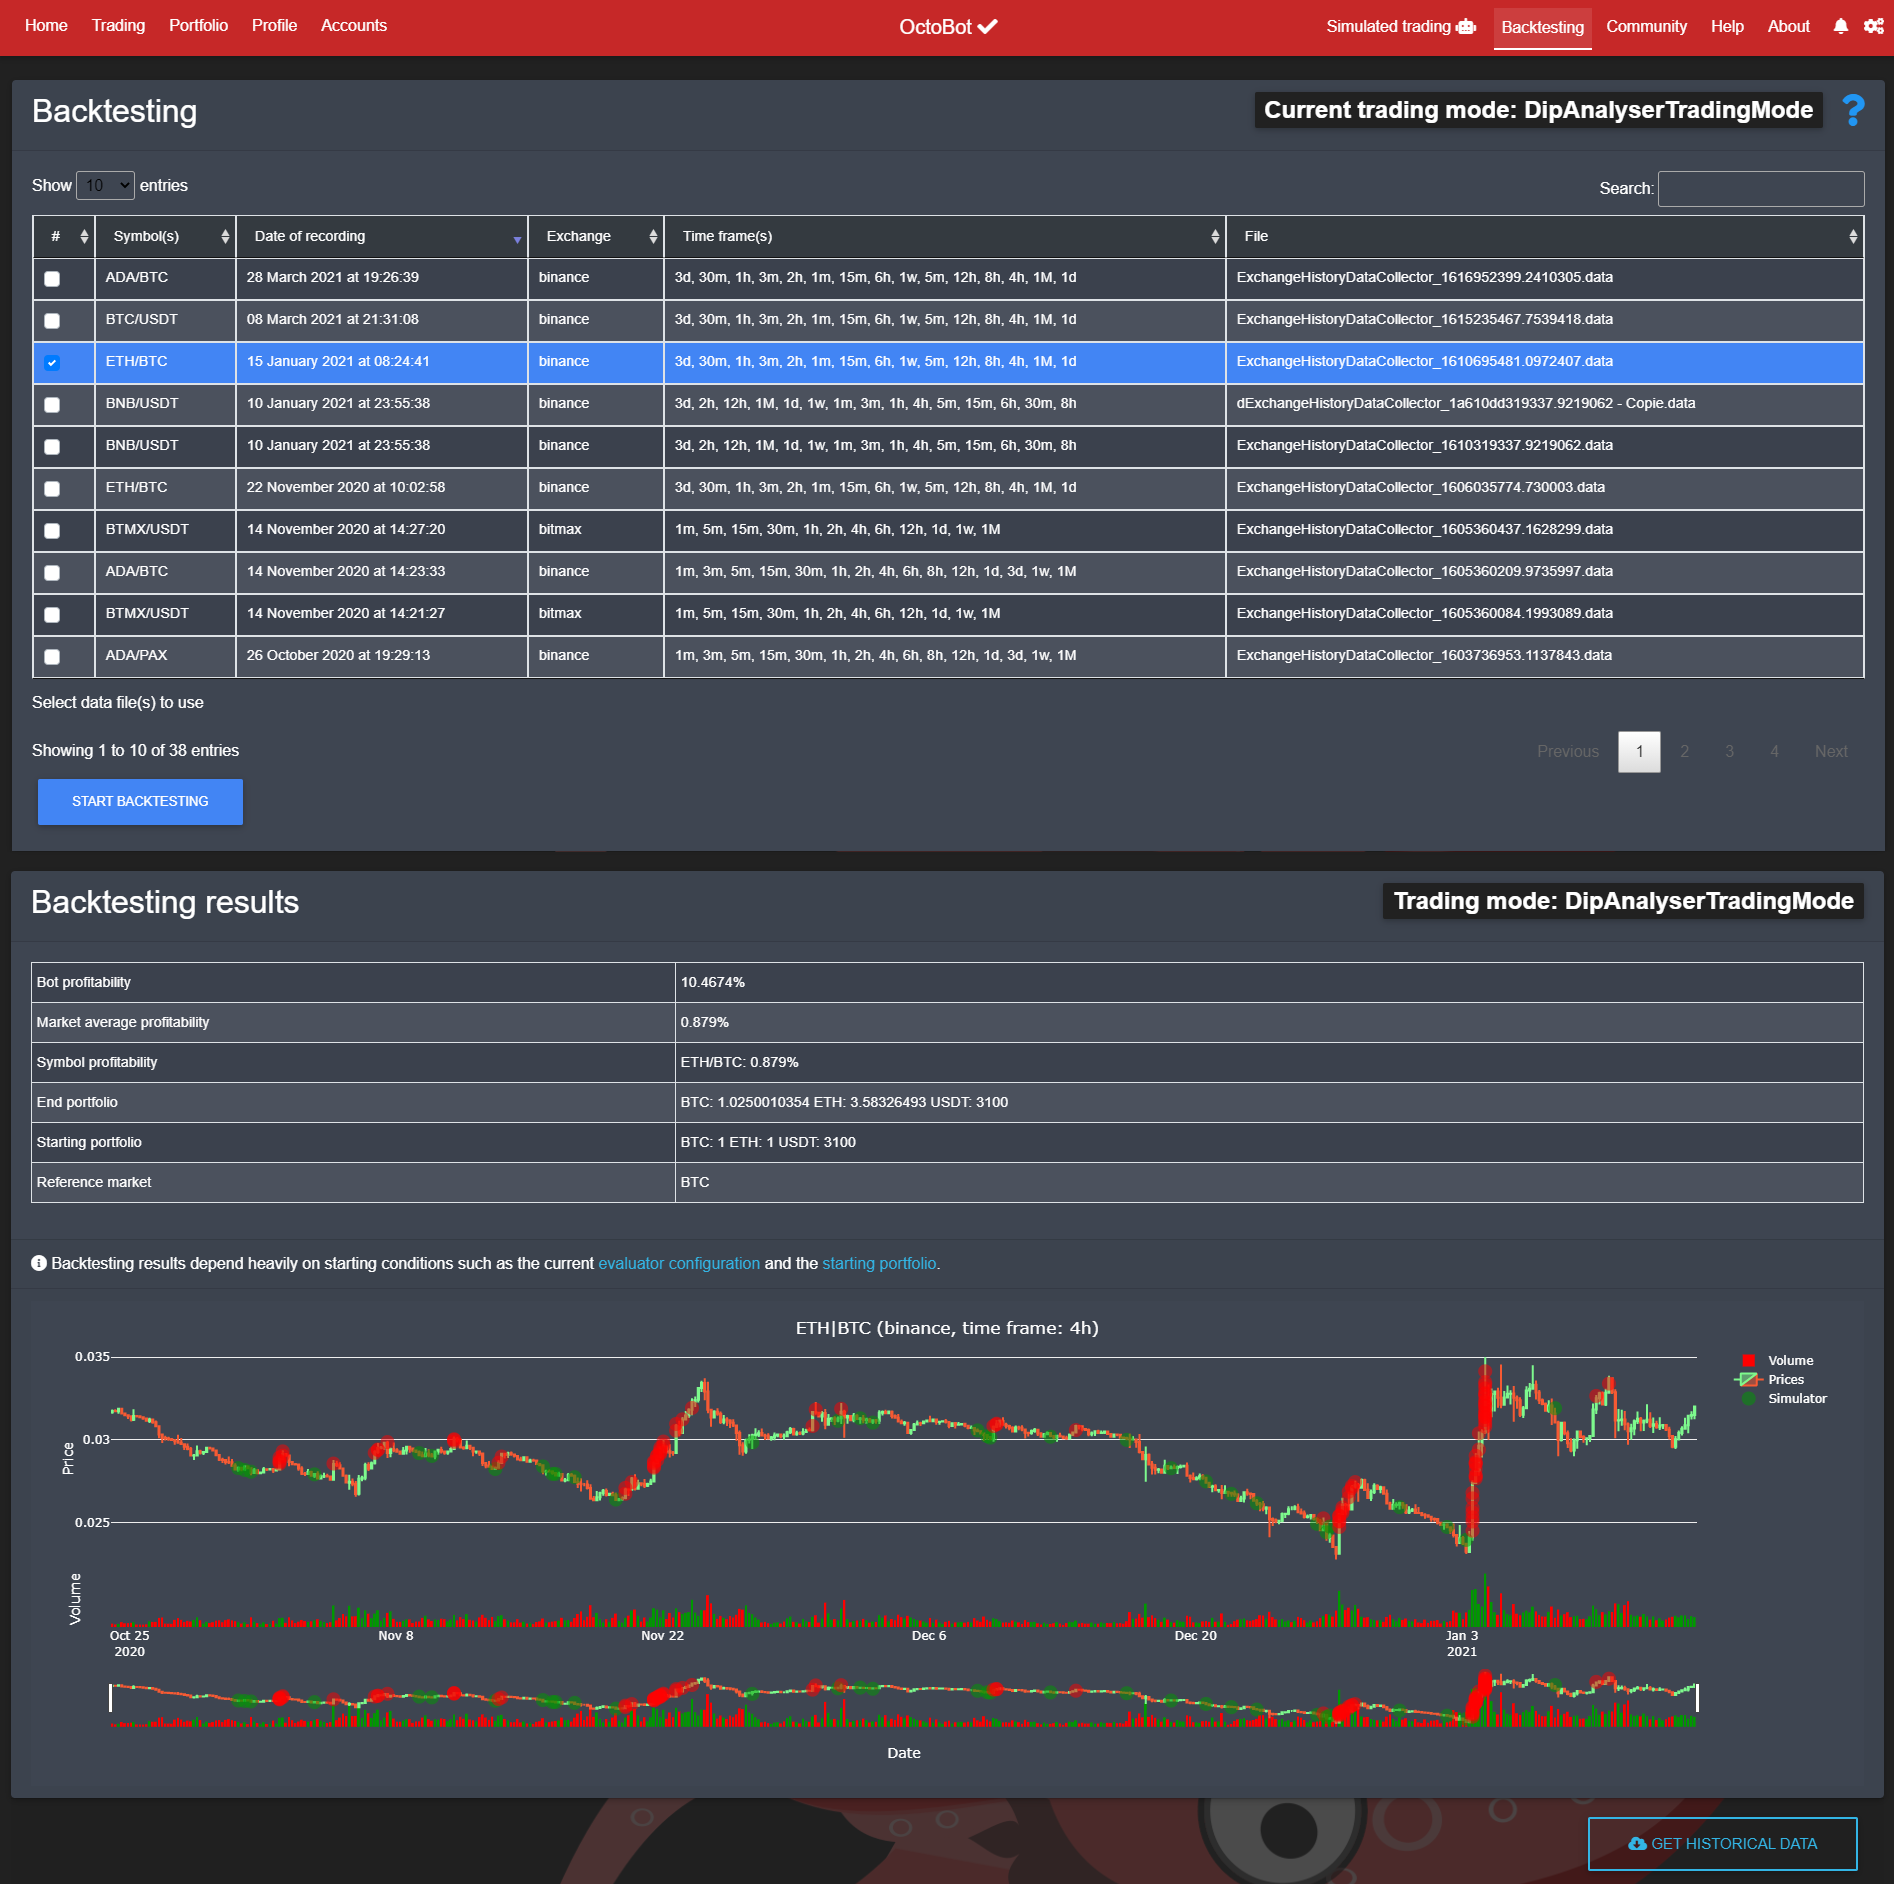 Home Trading Portfolio Profile Accounts OctoBot Simulated trading Backtesting Community Help About
Backtesting Current trading mode: DipAnalyserTradingMode
Show 10 entries Search:
# Symbol(s) Date of recording Exchange Time frame(s) File
ADA/BTC 28 March 2021 at 19:26:39 binance 3d, 30m, 1h, 3m, 2h, 1m, 15m, 6h, 1w, 5m, 12h, 8h, 4h, 1M, 1d ExchangeHistoryDataCollector_1616952399.2410305.data
BTC/USDT 08 March 2021 at 21:31:08 binance 3d, 30m, 1h, 3m, 2h, 1m, 15m, 6h, 1w, 5m, 12h, 8h, 4h, 1M, 1d ExchangeHistoryDataCollector_1615235467.7539418.data
ETH/BTC 15 January 2021 at 08:24:41 binance 3d, 30m, 1h, 3m, 2h, 1m, 15m, 6h, 1w, 5m, 12h, 8h, 4h, 1M, 1d ExchangeHistoryDataCollector_1610695481.0972407.data
BNB/USDT 10 January 2021 at 23:55:38 binance 3d, 2h, 12h, 1M, 1d, 1w, 1m, 3m, 1h, 4h, 5m, 15m, 6h, 30m, 8h dExchangeHistoryDataCollector_1a610dd319337.9219062 - Copie.data
BNB/USDT 10 January 2021 at 23:55:38 binance 3d, 2h, 12h, 1M, 1d, 1w, 1m, 3m, 1h, 4h, 5m, 15m, 6h, 30m, 8h ExchangeHistoryDataCollector_1610319337.9219062.data
ETH/BTC 22 November 2020 at 10:02:58 binance 3d, 30m, 1h, 3m, 2h, 1m, 15m, 6h, 1w, 5m, 12h, 8h, 4h, 1M, 1d ExchangeHistoryDataCollector_1606035774.730003.data
BTMX/USDT 14 November 2020 at 14:27:20 bitmax 1m, 5m, 15m, 30m, 1h, 2h, 4h, 6h, 12h, 1d, 1w, 1M ExchangeHistoryDataCollector_1605360437.1628299.data
ADA/BTC 14 November 2020 at 14:23:33 binance 1m, 3m, 5m, 15m, 30m, 1h, 2h, 4h, 6h, 8h, 12h, 1d, 3d, 1w, 1M ExchangeHistoryDataCollector_1605360209.9735997.data
BTMX/USDT 14 November 2020 at 14:21:27 bitmax 1m, 5m, 15m, 30m, 1h, 2h, 4h, 6h, 12h, 1d, 1w, 1M ExchangeHistoryDataCollector_1605360084.1993089.data
ADA/PAX 26 October 2020 at 19:29:13 binance 1m, 3m, 5m, 15m, 30m, 1h, 2h, 4h, 6h, 8h, 12h, 1d, 3d, 1w, 1M ExchangeHistoryDataCollector_1603736953.1137843.data
Select data file(s) to use
Showing 1 to 10 of 38 entries Previous 1 2 3 4 Next
START BACKTESTING
Backtesting results Trading mode: DipAnalyserTradingMode
Bot profitability 10.4674%
Market average profitability 0.879%
Symbol profitability ETH/BTC: 0.879%
End portfolio BTC: 1.0250010354 ETH: 3.58326493 USDT: 3100
Starting portfolio BTC: 1 ETH: 1 USDT: 3100
Reference market BTC
Backtesting results depend heavily on starting conditions such as the current evaluator configuration and the starting portfolio.
ETH|BTC (binance, time frame: 4h)
0.035
0.03
0.025
Price
Volume
Volume
Prices
Simulator
Oct 25 Nov 8 Nov 22 Dec 6 Dec 20 Jan 3
2020 2021
Date
GET HISTORICAL DATA